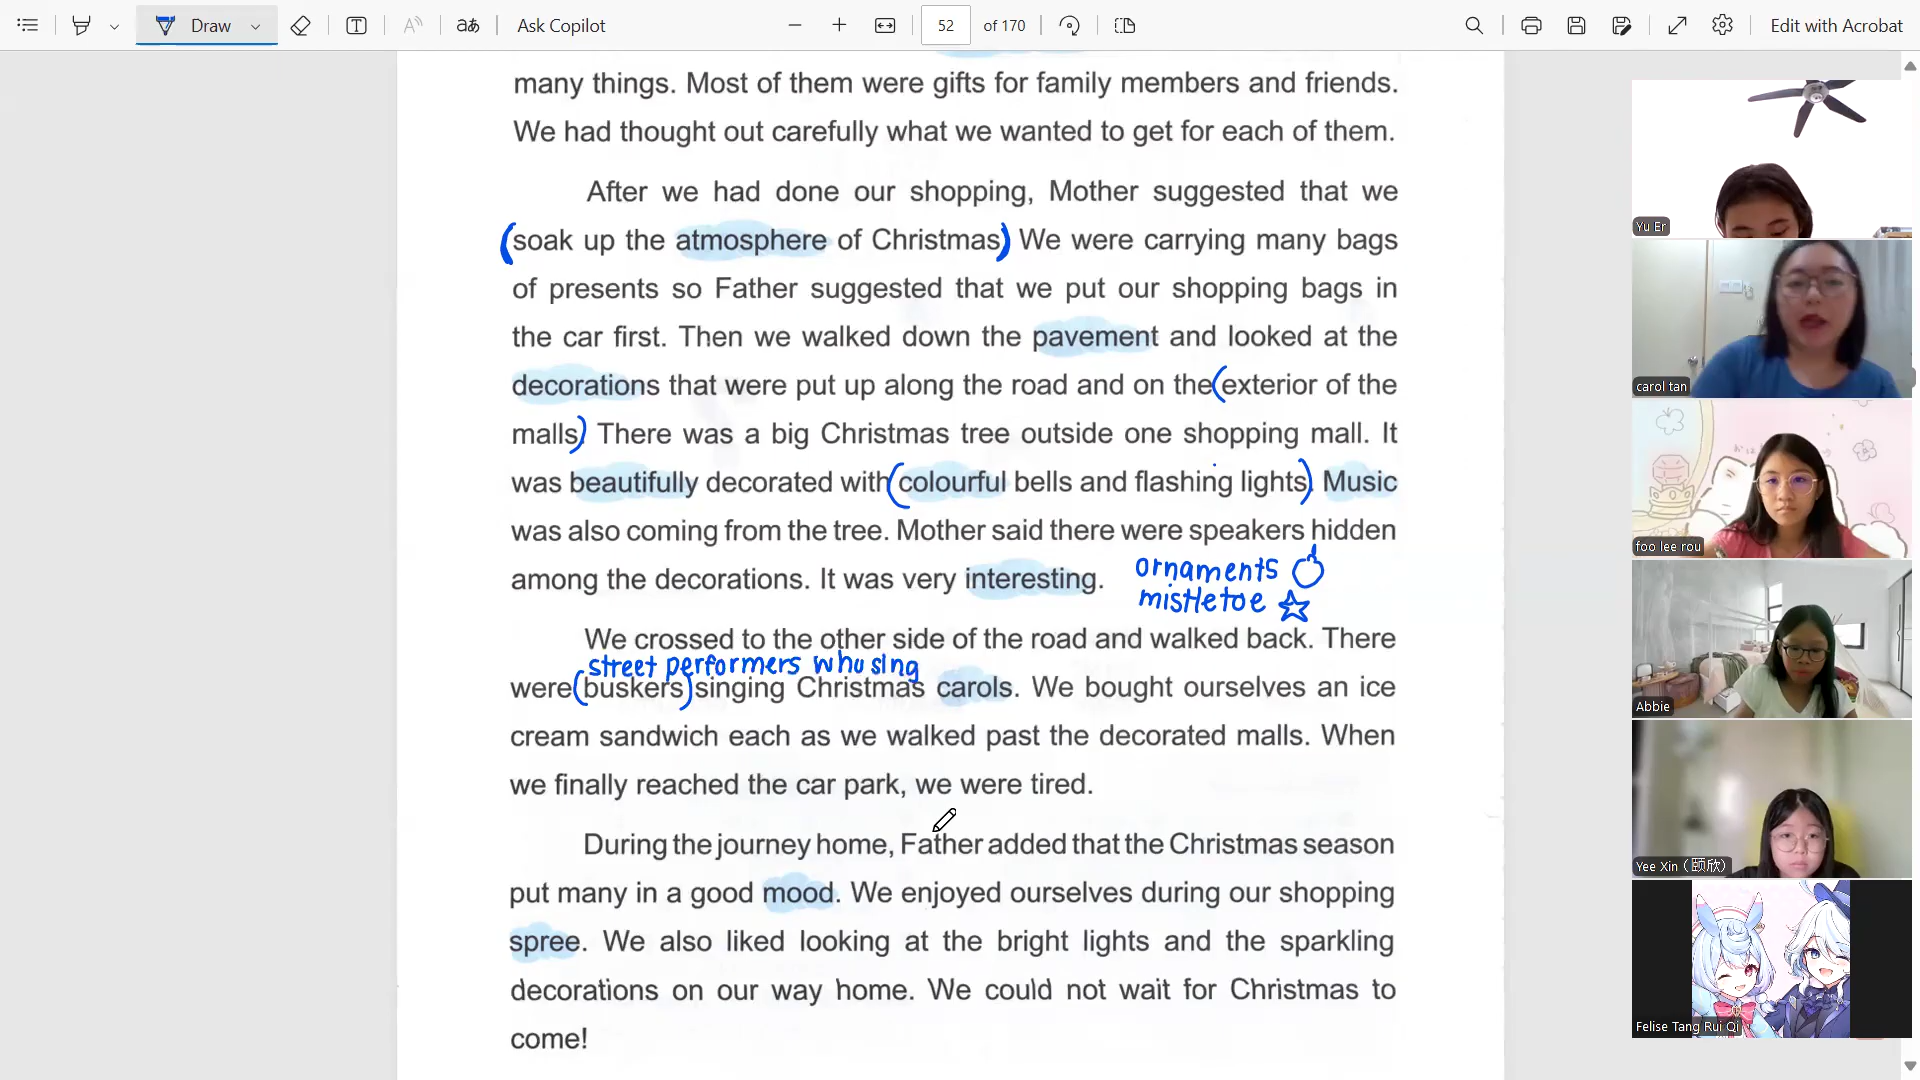 Draw
Ask Copilot
52 of 170
Edit with Acrobat
many things. Most of them were gifts for family members and friends.
We had thought out carefully what we wanted to get for each of them.
After we had done our shopping, Mother suggested that we
(soak up the atmosphere of Christmas) We were carrying many bags
of presents so Father suggested that we put our shopping bags in
the car first. Then we walked down the pavement and looked at the
decorations that were put up along the road and on the (exterior of the
malls) There was a big Christmas tree outside one shopping mall. It
was beautifully decorated with (colourful bells and flashing lights). Music
was also coming from the tree. Mother said there were speakers hidden
among the decorations. It was very interesting.
ornaments
mistletoe
We crossed to the other side of the road and walked back. There
street performers who sing
were (buskers) singing Christmas carols. We bought ourselves an ice
cream sandwich each as we walked past the decorated malls. When
we finally reached the car park, we were tired.
During the journey home, Father added that the Christmas season
put many in a good mood. We enjoyed ourselves during our shopping
spree. We also liked looking at the bright lights and the sparkling
decorations on our way home. We could not wait for Christmas to
come!
Yu Er
carol tan
foo lee rou
Abbie
Yee Xin (颐欣)
Felise Tang Rui Qi